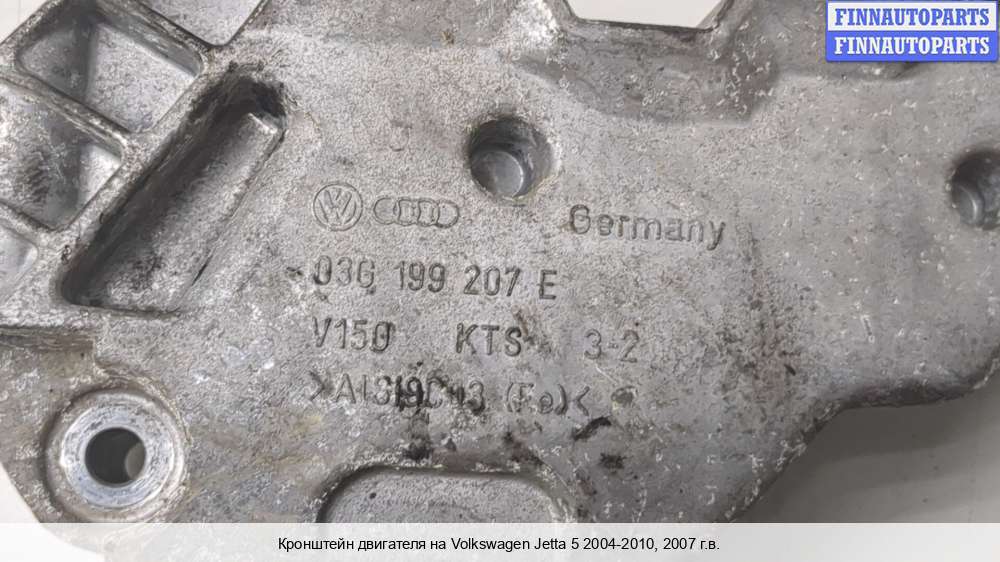 FINNAUTOPARTS
FINNAUTOPARTS
Germany
03G 199 207 E
V150 KTS 3-2
>AlSi9Cu3 (Fe)<
Кронштейн двигателя на Volkswagen Jetta 5 2004-2010, 2007 г.в.